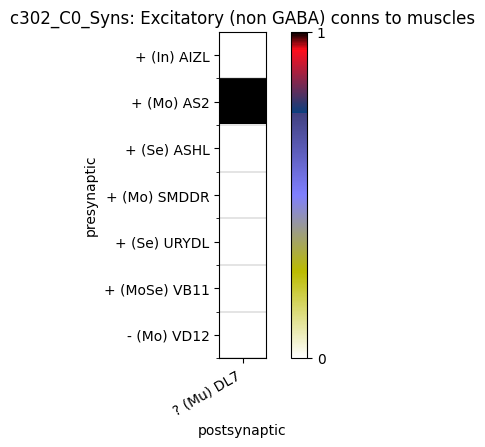 c302_C0_Syns: Excitatory (non GABA) conns to muscles
presynaptic
+ (In) AIZL
+ (Mo) AS2
+ (Se) ASHL
+ (Mo) SMDDR
+ (Se) URYDL
+ (MoSe) VB11
- (Mo) VD12
1
0
? (Mu) DL7
postsynaptic